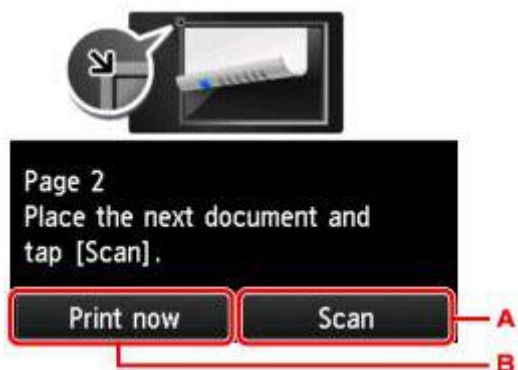 Page 2
Place the next document and
tap [Scan].
Print now Scan A
B